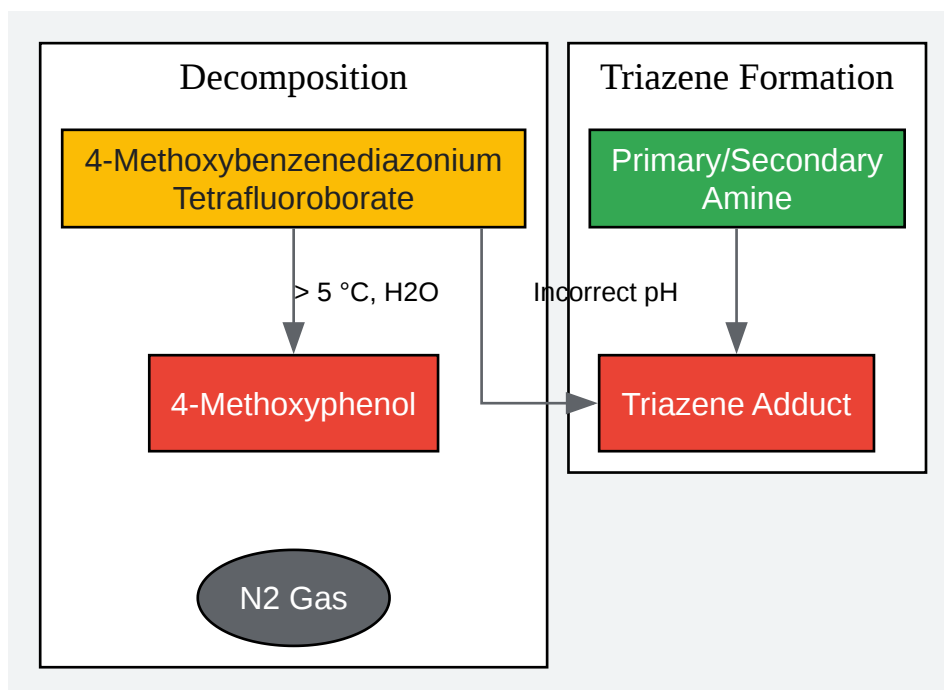 Decomposition
4-Methoxybenzenediazonium
Tetrafluoroborate
> 5 °C, H2O
4-Methoxyphenol
N2 Gas
Triazene Formation
Primary/Secondary
Amine
Incorrect pH
Triazene Adduct